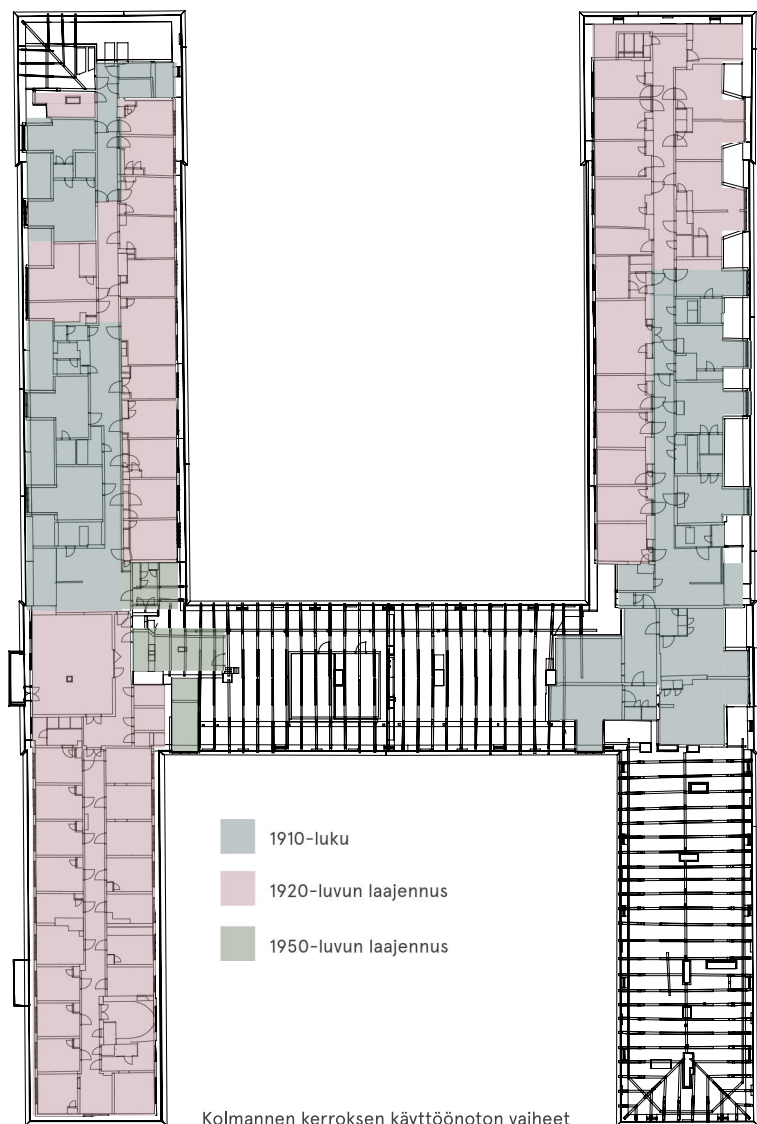 1910-luku
1920-luvun laajennus
1950-luvun laajennus
Kolmannen kerroksen käyttöönoton vaiheet